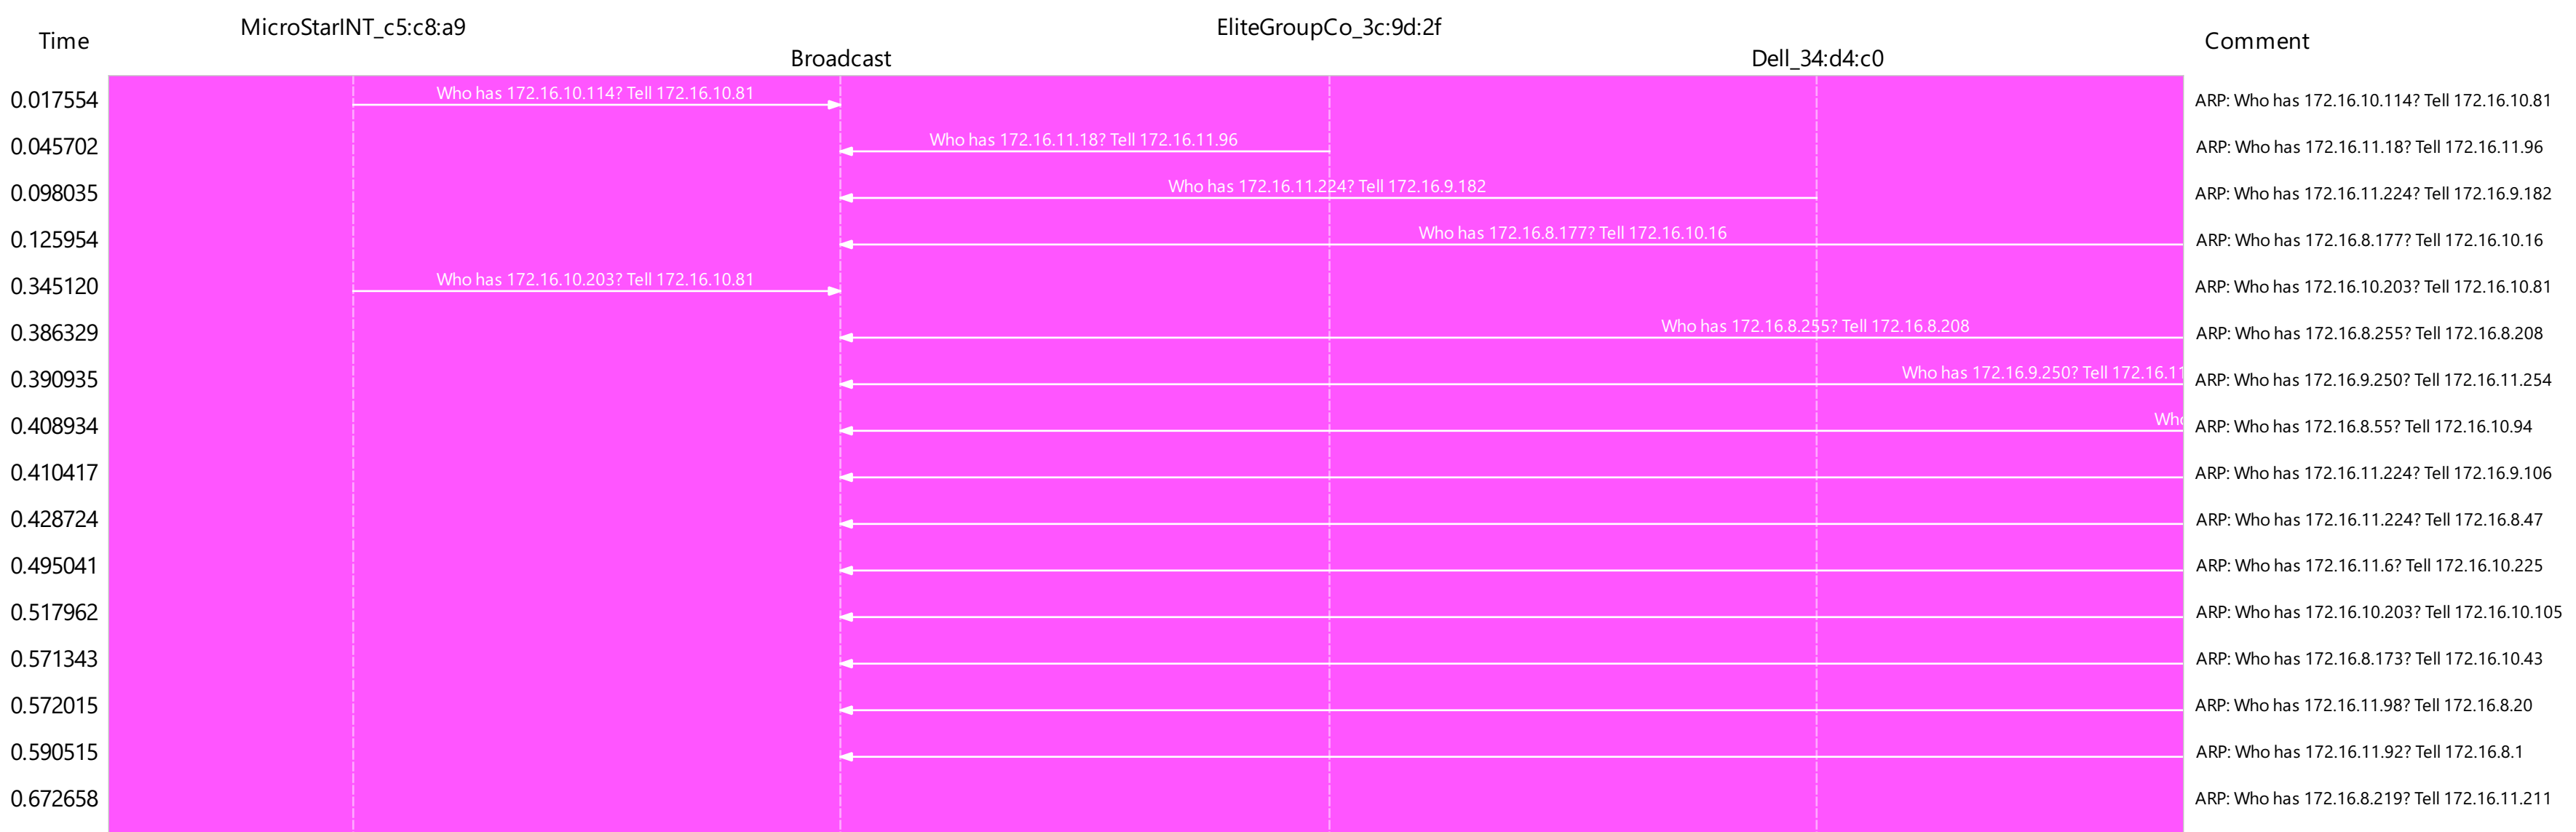 MicroStarINT_c5:c8:a9 EliteGroupCo_3c:9d:2f
Time Comment
Broadcast Dell_34:d4:c0
0.017554 Who has 172.16.10.114? Tell 172.16.10.81 ARP: Who has 172.16.10.114? Tell 172.16.10.81
0.045702 Who has 172.16.11.18? Tell 172.16.11.96 ARP: Who has 172.16.11.18? Tell 172.16.11.96
0.098035 Who has 172.16.11.224? Tell 172.16.9.182 ARP: Who has 172.16.11.224? Tell 172.16.9.182
0.125954 Who has 172.16.8.177? Tell 172.16.10.16 ARP: Who has 172.16.8.177? Tell 172.16.10.16
0.345120 Who has 172.16.10.203? Tell 172.16.10.81 ARP: Who has 172.16.10.203? Tell 172.16.10.81
0.386329 Who has 172.16.8.255? Tell 172.16.8.208 ARP: Who has 172.16.8.255? Tell 172.16.8.208
0.390935 Who has 172.16.9.250? Tell 172.16.11 ARP: Who has 172.16.9.250? Tell 172.16.11.254
0.408934 Who ARP: Who has 172.16.8.55? Tell 172.16.10.94
0.410417 ARP: Who has 172.16.11.224? Tell 172.16.9.106
0.428724 ARP: Who has 172.16.11.224? Tell 172.16.8.47
0.495041 ARP: Who has 172.16.11.6? Tell 172.16.10.225
0.517962 ARP: Who has 172.16.10.203? Tell 172.16.10.105
0.571343 ARP: Who has 172.16.8.173? Tell 172.16.10.43
0.572015 ARP: Who has 172.16.11.98? Tell 172.16.8.20
0.590515 ARP: Who has 172.16.11.92? Tell 172.16.8.1
0.672658 ARP: Who has 172.16.8.219? Tell 172.16.11.211